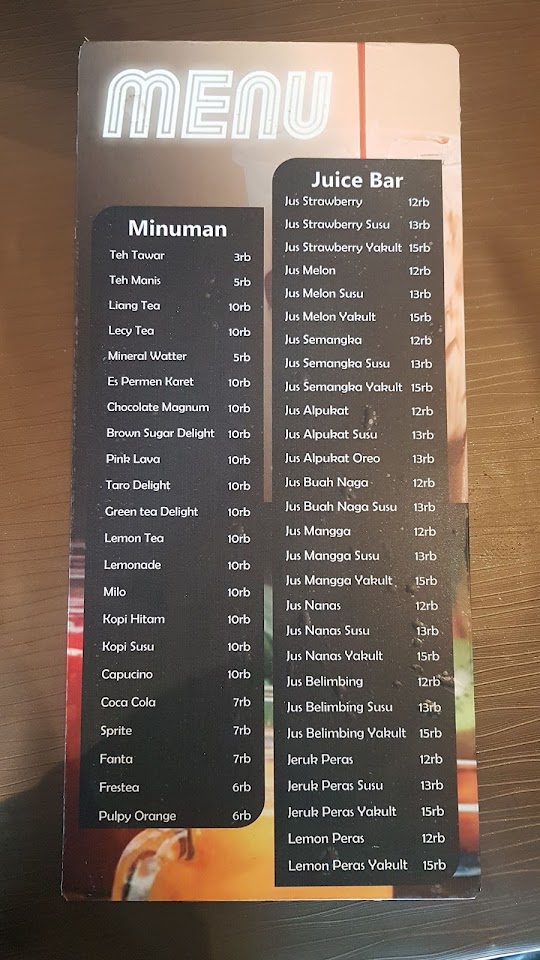 MENU
Minuman
Teh Tawar 3rb
Teh Manis 5rb
Liang Tea 10rb
Lecy Tea 10rb
Mineral Watter 5rb
Es Permen Karet 10rb
Chocolate Magnum 10rb
Brown Sugar Delight 10rb
Pink Lava 10rb
Taro Delight 10rb
Green tea Delight 10rb
Lemon Tea 10rb
Lemonade 10rb
Milo 10rb
Kopi Hitam 10rb
Kopi Susu 10rb
Capucino 10rb
Coca Cola 7rb
Sprite 7rb
Fanta 7rb
Frestea 6rb
Pulpy Orange 6rb
Juice Bar
Jus Strawberry 12rb
Jus Strawberry Susu 13rb
Jus Strawberry Yakult 15rb
Jus Melon 12rb
Jus Melon Susu 13rb
Jus Melon Yakult 15rb
Jus Semangka 12rb
Jus Semangka Susu 13rb
Jus Semangka Yakult 15rb
Jus Alpukat 12rb
Jus Alpukat Susu 13rb
Jus Alpukat Oreo 13rb
Jus Buah Naga 12rb
Jus Buah Naga Susu 13rb
Jus Mangga 12rb
Jus Mangga Susu 13rb
Jus Mangga Yakult 15rb
Jus Nanas 12rb
Jus Nanas Susu 13rb
Jus Nanas Yakult 15rb
Jus Belimbing 12rb
Jus Belimbing Susu 13rb
Jus Belimbing Yakult 15rb
Jeruk Peras 12rb
Jeruk Peras Susu 13rb
Jeruk Peras Yakult 15rb
Lemon Peras 12rb
Lemon Peras Yakult 15rb